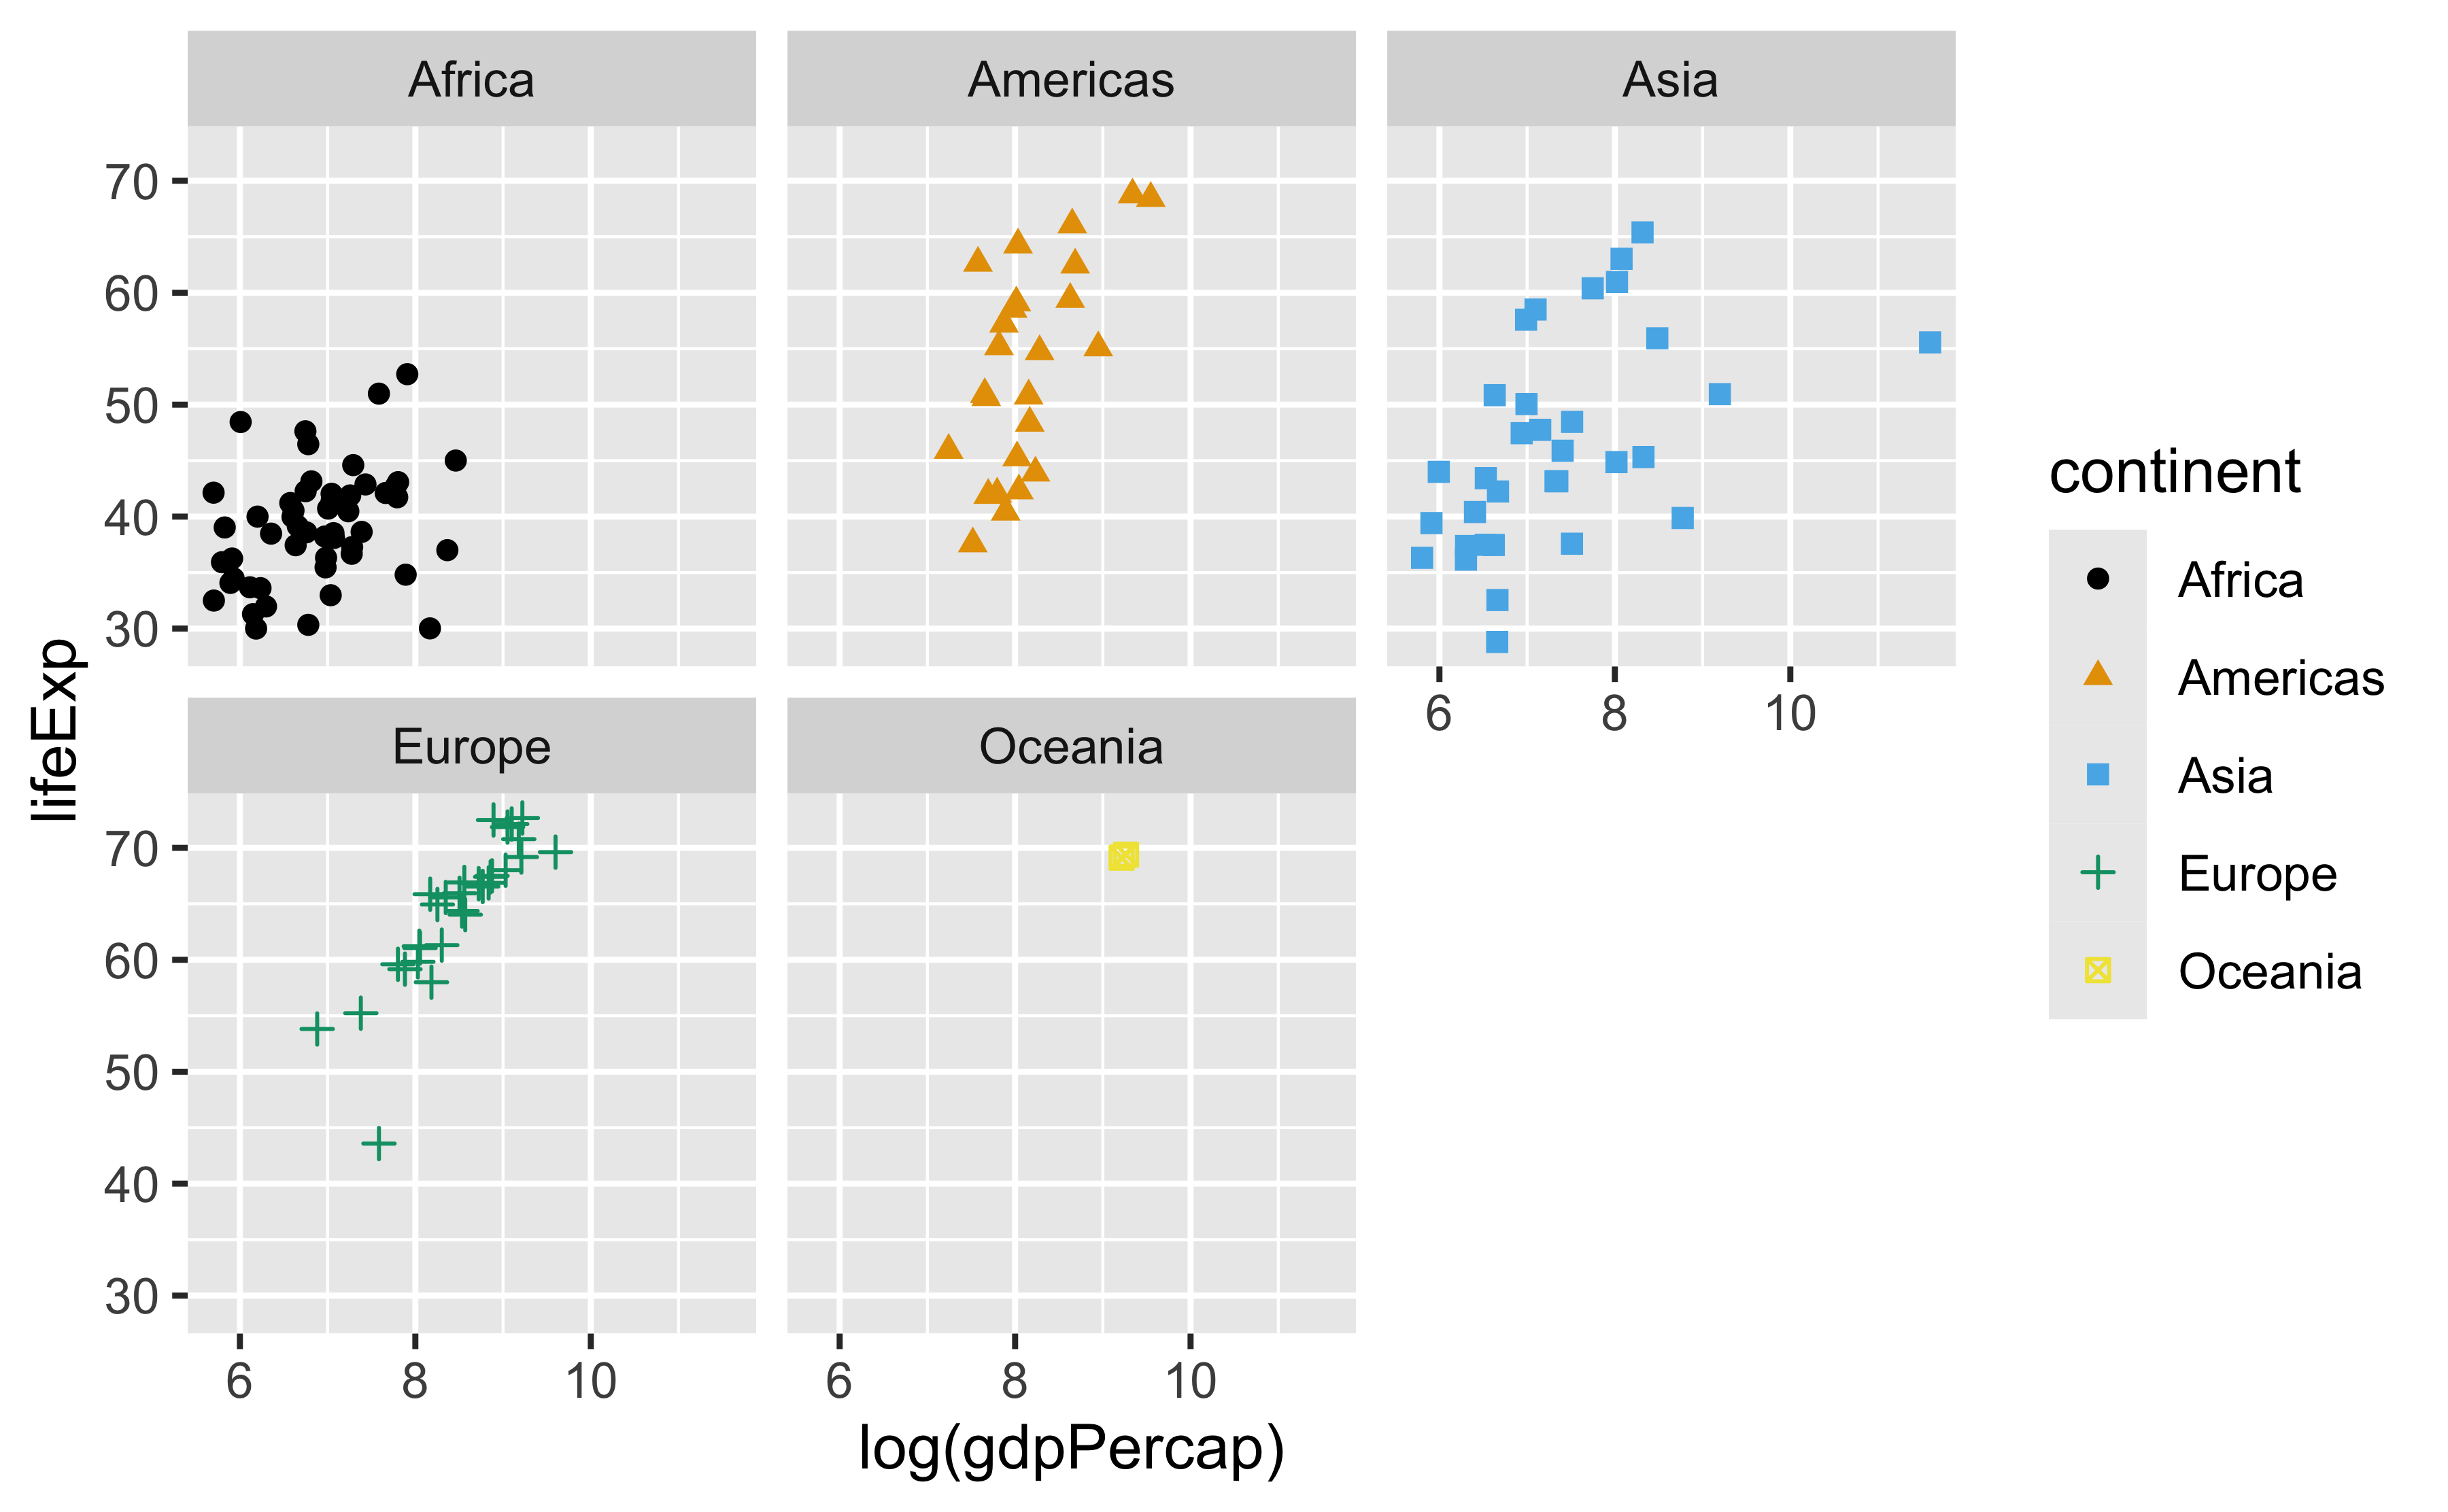 Africa
Americas
Asia
70
60
50
40
30
6 8 10
Europe
Oceania
70
60
50
40
30
6 8 10
6 8 10
lifeExp
log(gdpPercap)
continent
Africa
Americas
Asia
Europe
Oceania